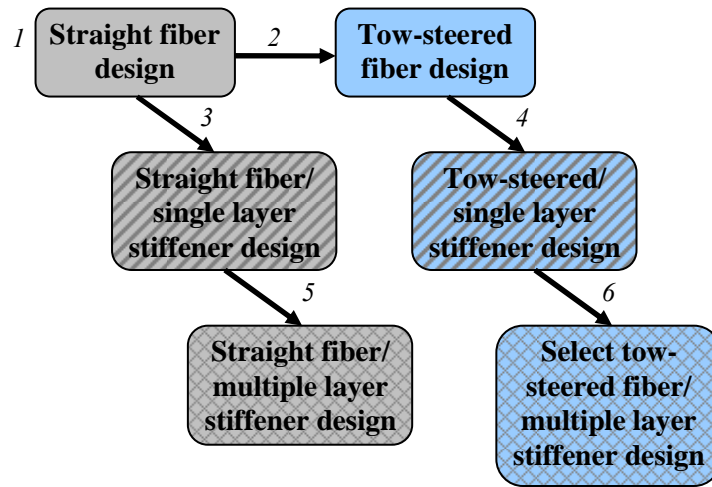 1
Straight fiber
design
2
Tow-steered
fiber design
3
4
Straight fiber/
single layer
stiffener design
Tow-steered/
single layer
stiffener design
5
6
Straight fiber/
multiple layer
stiffener design
Select tow-
steered fiber/
multiple layer
stiffener design